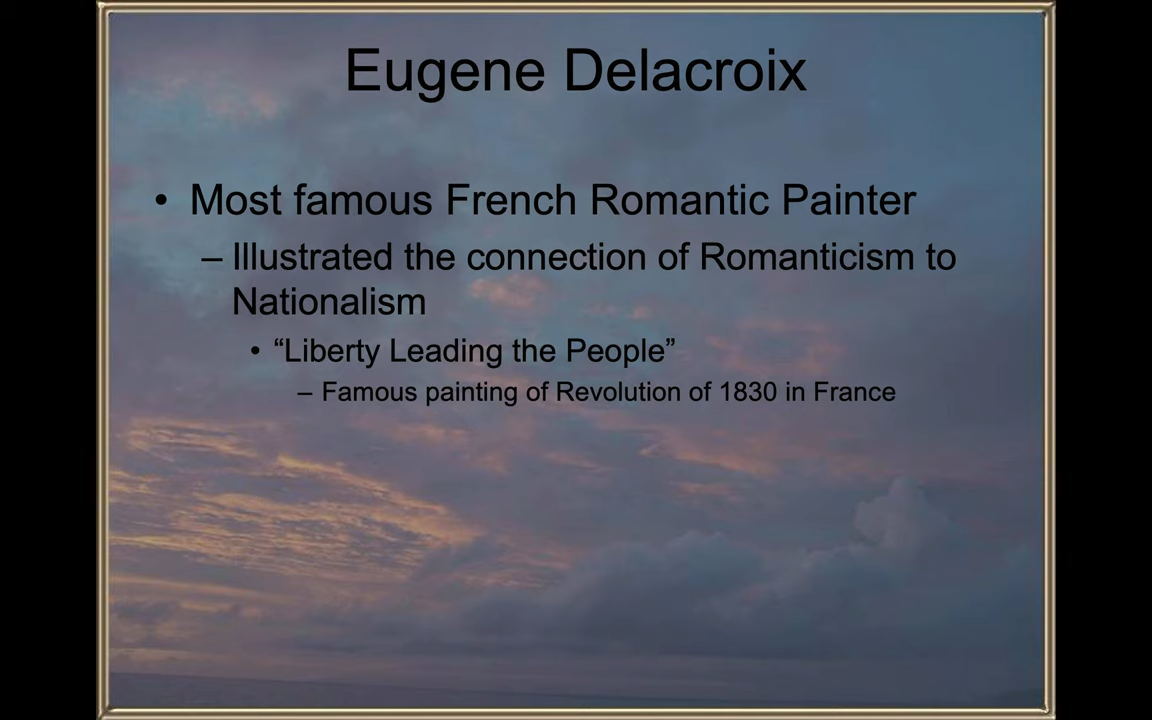 Eugene Delacroix
• Most famous French Romantic Painter
– Illustrated the connection of Romanticism to
Nationalism
• “Liberty Leading the People”
– Famous painting of Revolution of 1830 in France